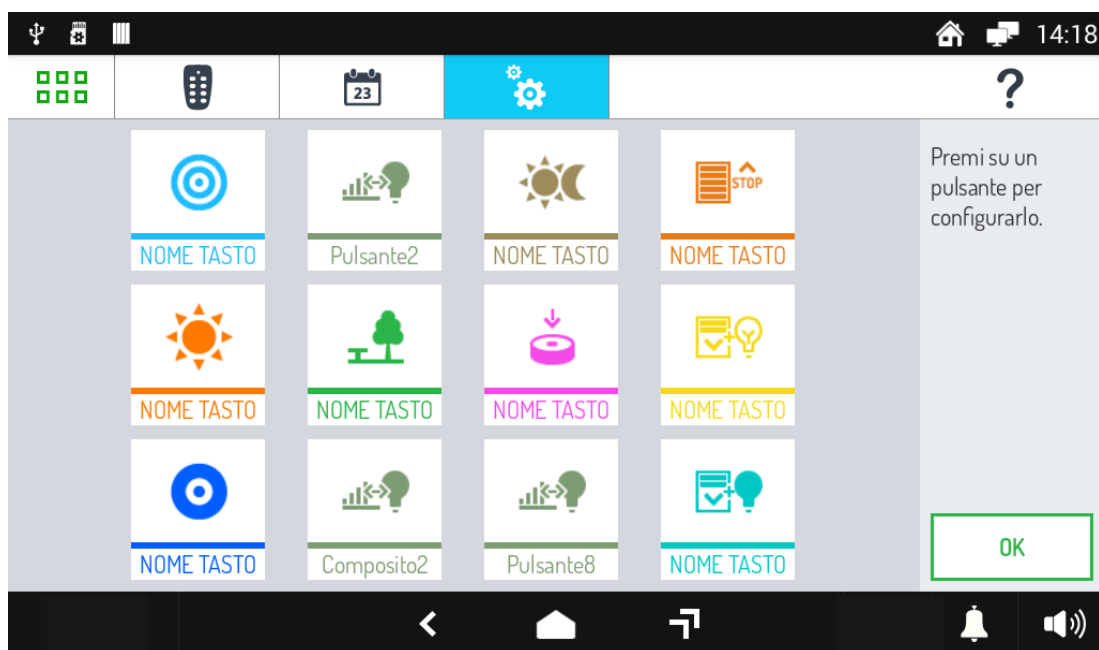 14:18
23
?
Premi su un
pulsante per
configurarlo.
STOP
NOME TASTO
Pulsante2
NOME TASTO
NOME TASTO
NOME TASTO
NOME TASTO
NOME TASTO
NOME TASTO
NOME TASTO
Composito2
Pulsante8
NOME TASTO
OK